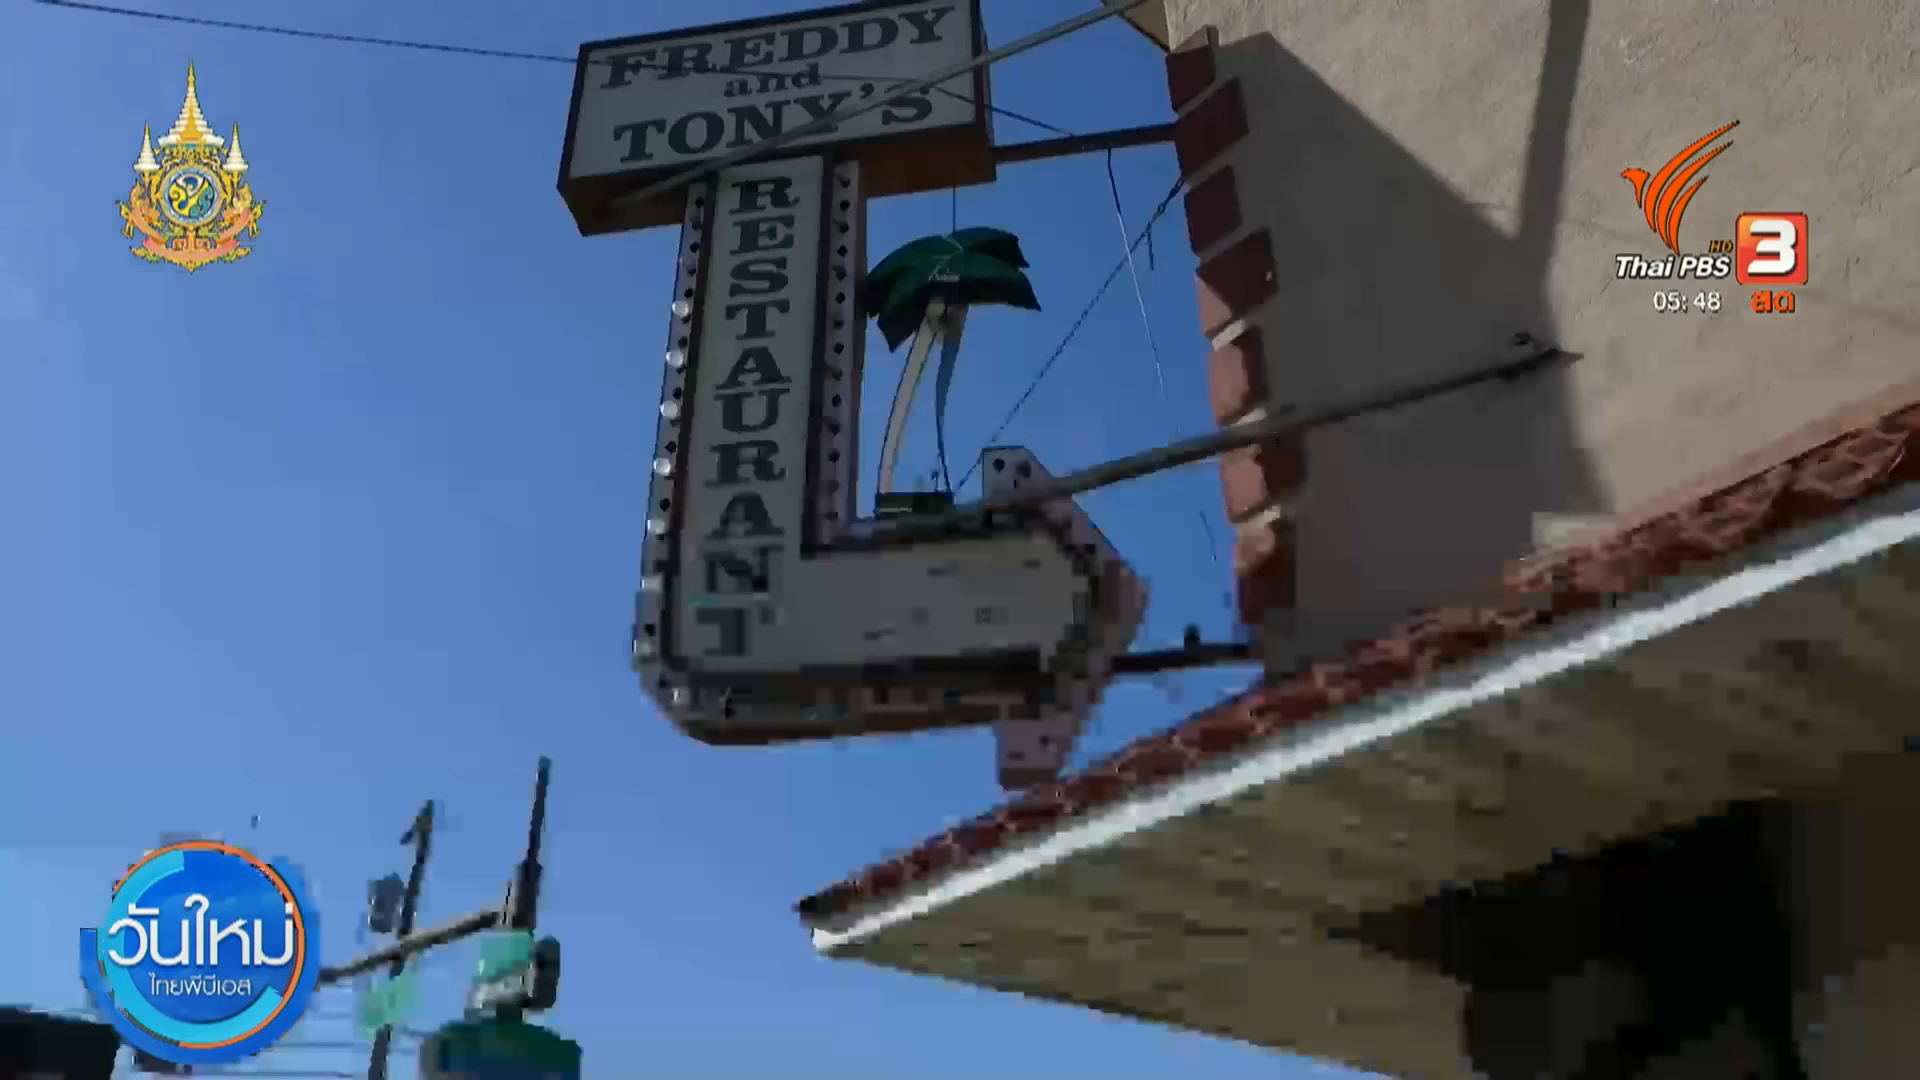 FREDDY
and
TONY'S
RESTAURANT
HD
Thai PBS 3
05:48 สด
วันใหม่
ไทยพีบีเอส